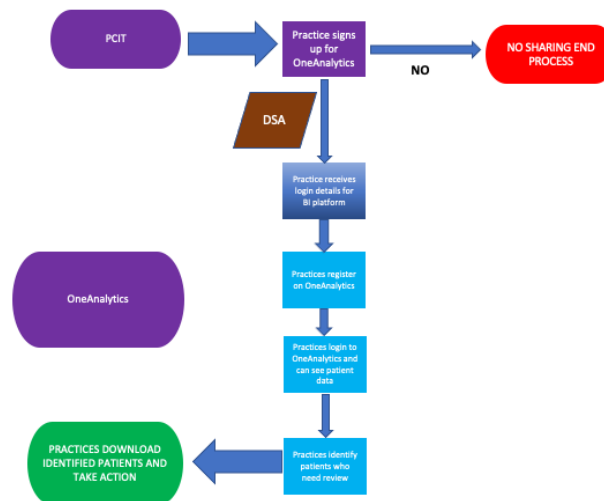 PCIT
Practice signs
up for
OneAnalytics
NO SHARING END
PROCESS
NO
DSA
Practice receives
login details for
BI platform
Practices register
on OneAnalytics
OneAnalytics
Practices login to
OneAnalytics and
can see patient
data
PRACTICES DOWNLOAD
IDENTIFIED PATIENTS AND
TAKE ACTION
Practices identify
patients who
need review